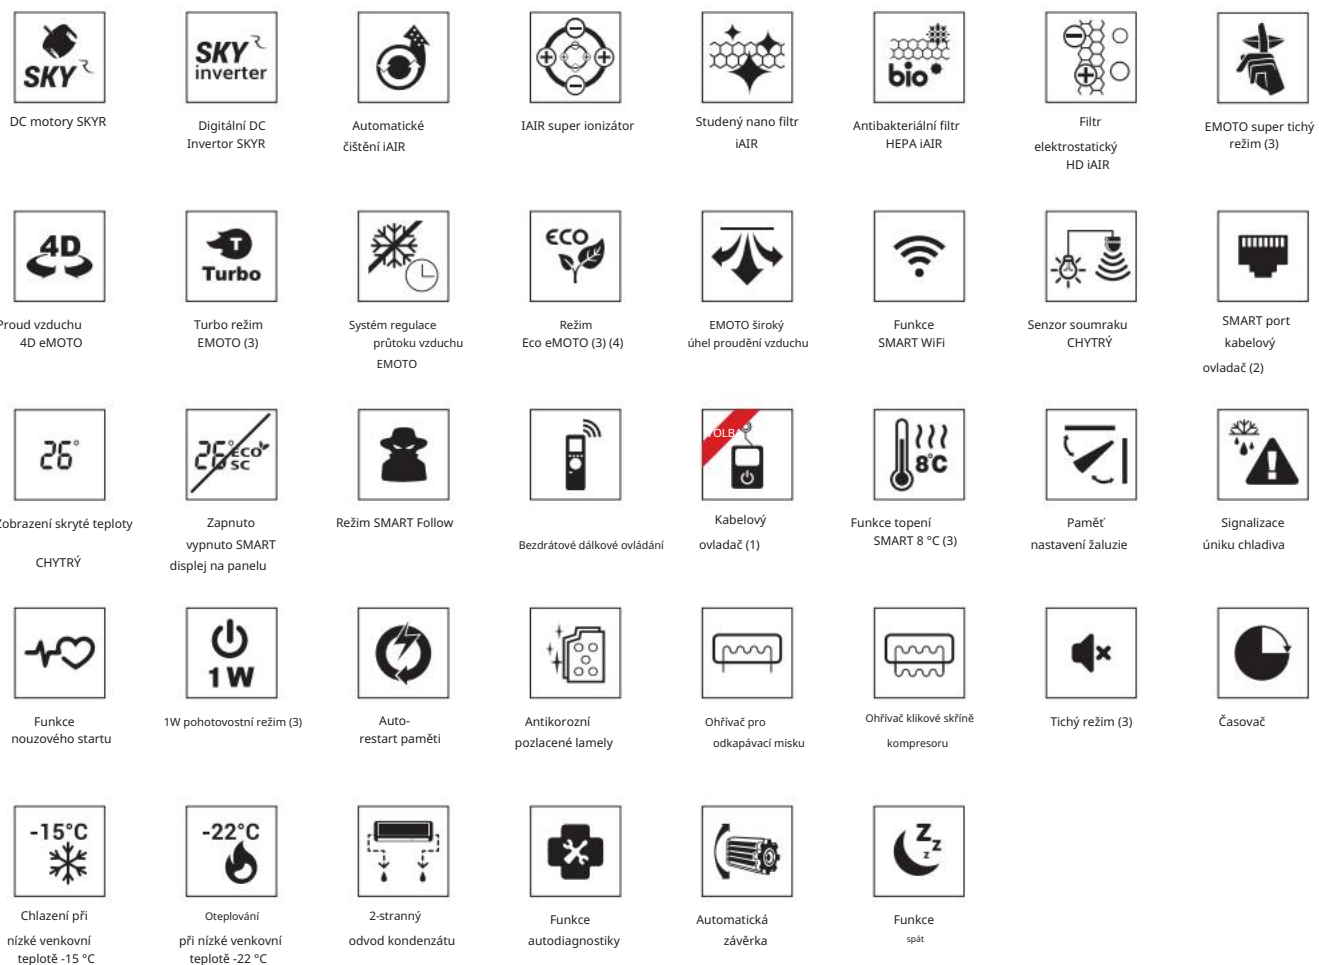 SKY R
SKY R
inverter
bio
DC motory SKYR
Digitální DC
Invertor SKYR
Automatické
čištění iAIR
IAIR super ionizátor
Studený nano filtr
iAIR
Antibakteriální filtr
HEPA iAIR
Filtr
elektrostatický
HD iAIR
EMOTO super tichý
režim (3)
4D
T
Turbo
ECO
Proud vzduchu
4D eMOTO
Turbo režim
EMOTO (3)
Systém regulace
průtoku vzduchu
EMOTO
Režim
Eco eMOTO (3) (4)
EMOTO široký
úhel proudění vzduchu
Funkce
SMART WiFi
Senzor soumraku
CHYTRÝ
SMART port
kabelový
ovladač (2)
26°
26° ECO
SC
VOLBA
8°C
Zobrazení skryté teploty
CHYTRÝ
Zapnuto
vypnuto SMART
displej na panelu
Režim SMART Follow
Bezdrátové dálkové ovládání
Kabelový
ovladač (1)
Funkce topení
SMART 8 °C (3)
Paměť
nastavení žaluzie
Signalizace
úniku chladiva
1 W
Funkce
nouzového startu
1W pohotovostní režim (3)
Auto-
restart paměti
Antikorozní
pozlacené lamely
Ohřívač pro
odkapávací misku
Ohřívač klikové skříně
kompresoru
Tichý režim (3)
Časovač
-15°C
-22°C
Z z z
Chlazení při
nízké venkovní
teplotě -15 °C
Oteplování
při nízké venkovní
teplotě -22 °C
2-stranný
odvod kondenzátu
Funkce
autodiagnostiky
Automatická
závěrka
Funkce
spát